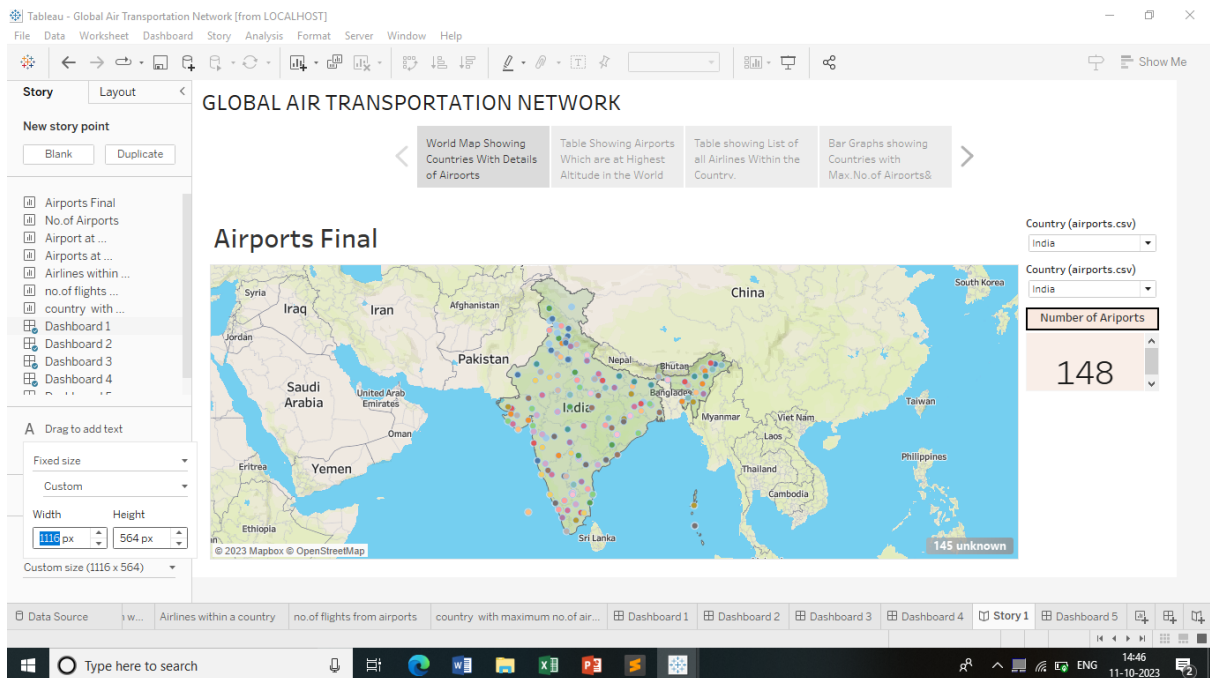 Tableau - Global Air Transportation Network [from LOCALHOST]
File Data Worksheet Dashboard Story Analysis Format Server Window Help
Show Me
Story Layout
New story point
Blank Duplicate
Airports Final
No.of Airports
Airport at ...
Airports at ...
Airlines within ...
no.of flights ...
country with ...
Dashboard 1
Dashboard 2
Dashboard 3
Dashboard 4
A Drag to add text
Fixed size
Custom
Width Height
1116 px 564 px
Custom size (1116 x 564)
GLOBAL AIR TRANSPORTATION NETWORK
World Map Showing
Countries With Details
of Airports
Table Showing Airports
Which are at Highest
Altitude in the World
Table showing List of
all Airlines Within the
Country.
Bar Graphs showing
Countries with
Max.No.of Airports&
Airports Final
Syria
Iraq
Iran
Afghanistan
China
South Korea
Jordan
Pakistan
Nepal
Bhutan
Saudi
Arabia
United Arab
Emirates
India
Bangladesh
Taiwan
Oman
Myanmar
Viet Nam
Laos
Eritrea
Yemen
Thailand
Philippines
Cambodia
Ethiopia
Sri Lanka
© 2023 Mapbox © OpenStreetMap
145 unknown
Country (airports.csv)
India
Country (airports.csv)
India
Number of Ariports
148
Data Source w... Airlines within a country no.of flights from airports country with maximum no.of air... Dashboard 1 Dashboard 2 Dashboard 3 Dashboard 4 Story 1 Dashboard 5
Type here to search
ENG
14:46
11-10-2023
2